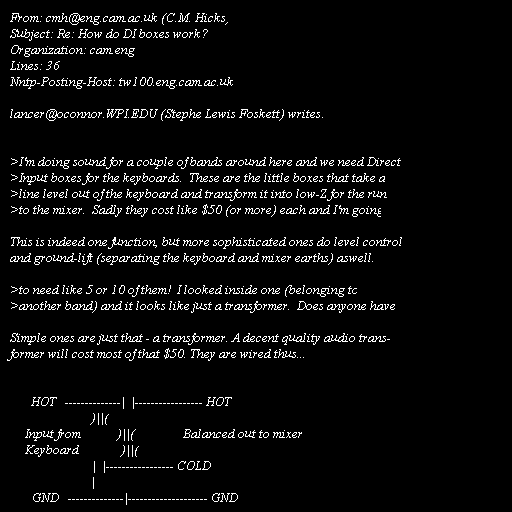 From: cmh@eng.cam.ac.uk (C.M. Hicks)
Subject: Re: How do DI boxes work?
Organization: cam.eng
Lines: 36
Nntp-Posting-Host: tw100.eng.cam.ac.uk
lancer@oconnor.WPI.EDU (Stephe Lewis Foskett) writes:
>I'm doing sound for a couple of bands around here and we need Direct
>Input boxes for the keyboards. These are the little boxes that take a
>line level out of the keyboard and transform it into low-Z for the run
>to the mixer. Sadly they cost like $50 (or more) each and I'm going
This is indeed one function, but more sophisticated ones do level control
and ground-lift (separating the keyboard and mixer earths) aswell.
>to need like 5 or 10 of them! I looked inside one (belonging to
>another band) and it looks like just a transformer. Does anyone have
Simple ones are just that - a transformer. A decent quality audio trans-
former will cost most of that $50. They are wired thus...
HOT --------------| |----------------- HOT
)||(
Input from )||( Balanced out to mixer
Keyboard )||(
| |----------------- COLD
|
GND --------------|-------------------- GND